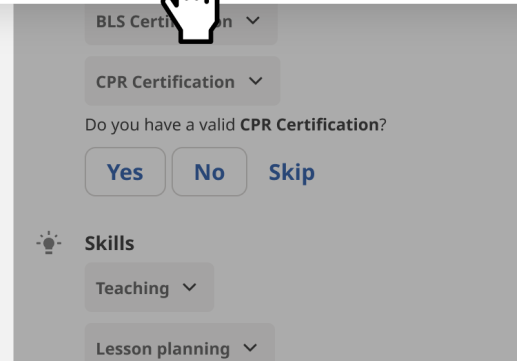 BLS
CPR Certification
Do you have a valid CPR Certification?
Yes No Skip
Skills
Teaching
Lesson planning